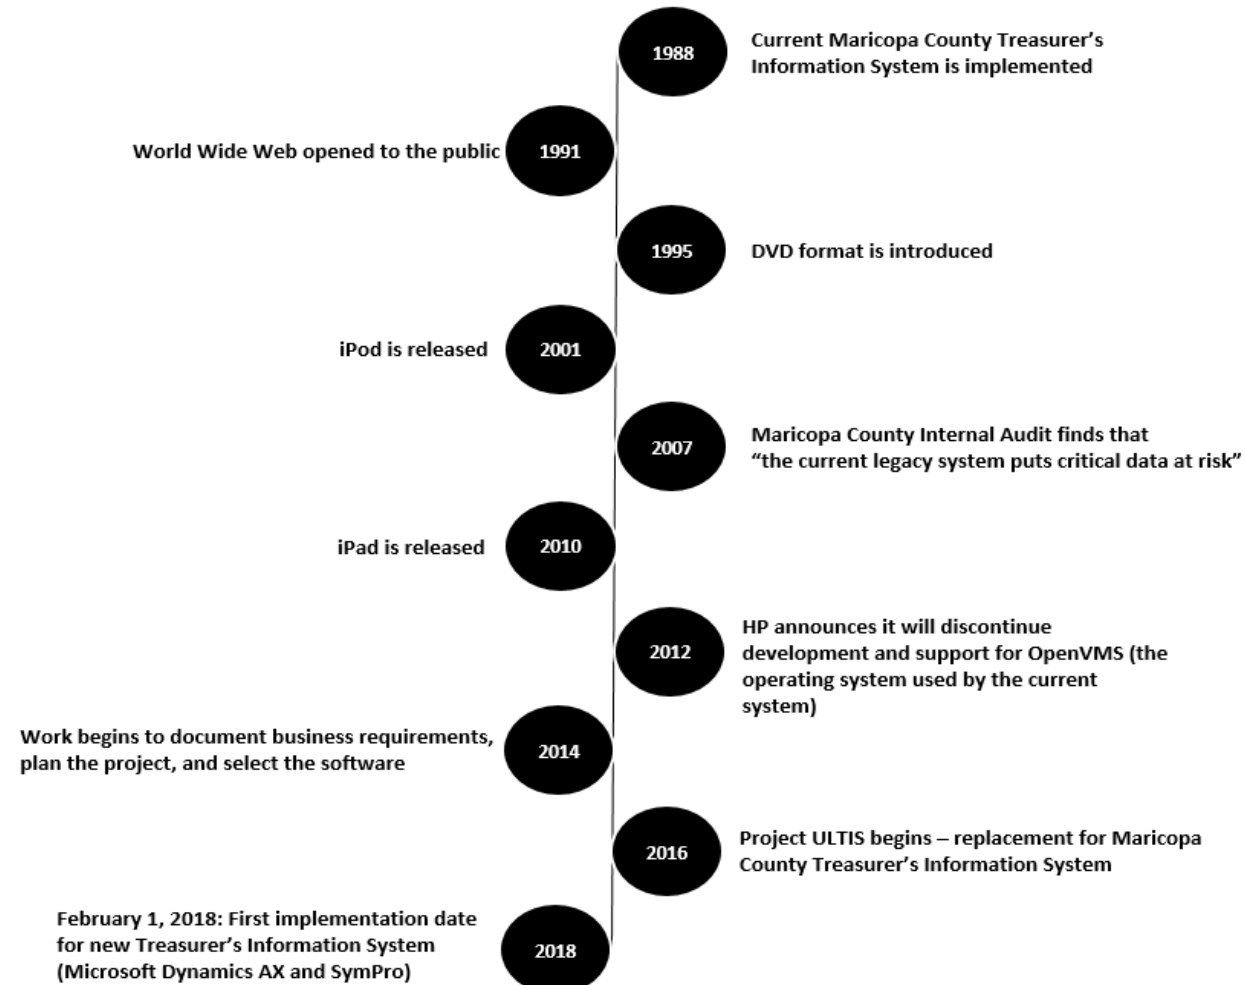 1988
Current Maricopa County Treasurer’s
Information System is implemented
World Wide Web opened to the public
1991
1995
DVD format is introduced
iPod is released
2001
2007
Maricopa County Internal Audit finds that
“the current legacy system puts critical data at risk”
iPad is released
2010
2012
HP announces it will discontinue
development and support for OpenVMS (the
operating system used by the current
system)
Work begins to document business requirements,
plan the project, and select the software
2014
2016
Project ULTIS begins – replacement for Maricopa
County Treasurer’s Information System
February 1, 2018: First implementation date
for new Treasurer’s Information System
(Microsoft Dynamics AX and SymPro)
2018